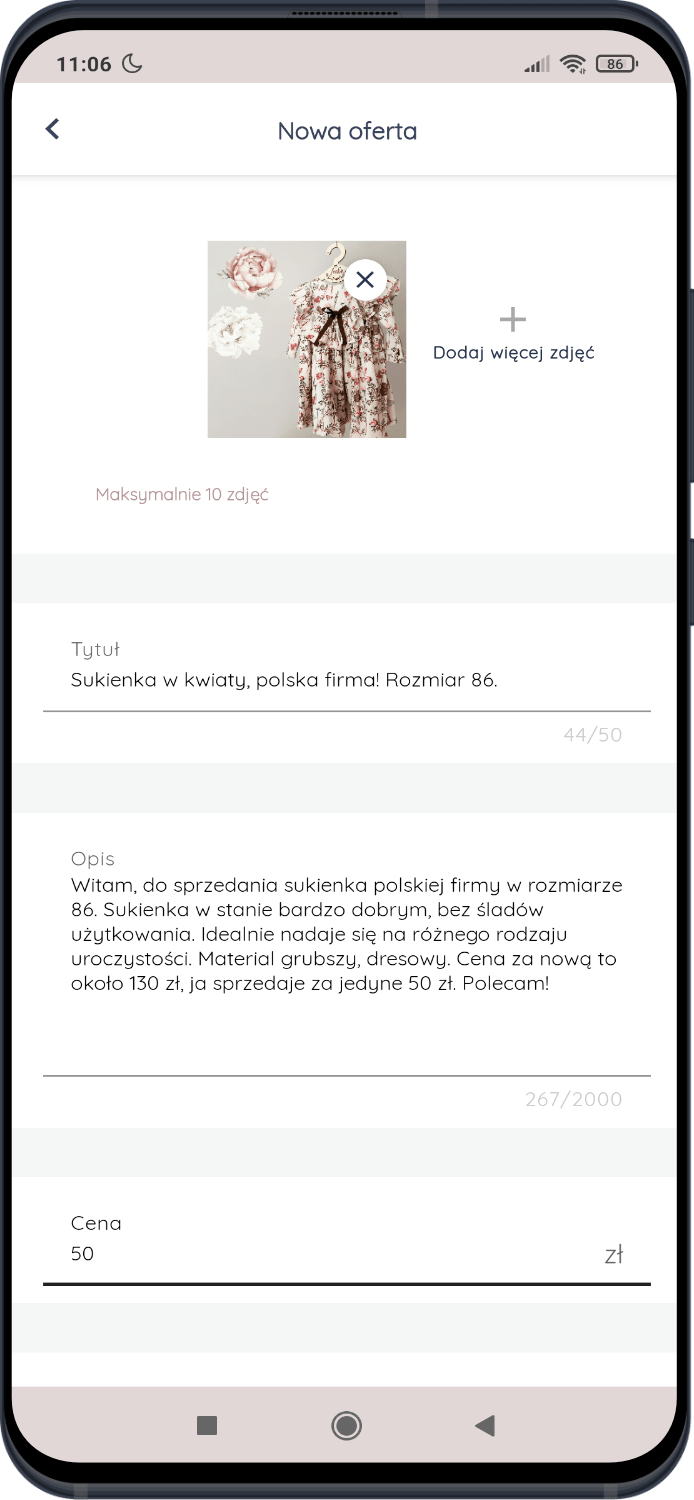 11:06
86
Nowa oferta
Dodaj więcej zdjęć
Maksymalnie 10 zdjęć
Tytuł
Sukienka w kwiaty, polska firma! Rozmiar 86.
44/50
Opis
Witam, do sprzedania sukienka polskiej firmy w rozmiarze
86. Sukienka w stanie bardzo dobrym, bez śladów
użytkowania. Idealnie nadaje się na różnego rodzaju
uroczystości. Material grubszy, dresowy. Cena za nową to
około 130 zł, ja sprzedaje za jedyne 50 zł. Polecam!
267/2000
Cena
50 zł